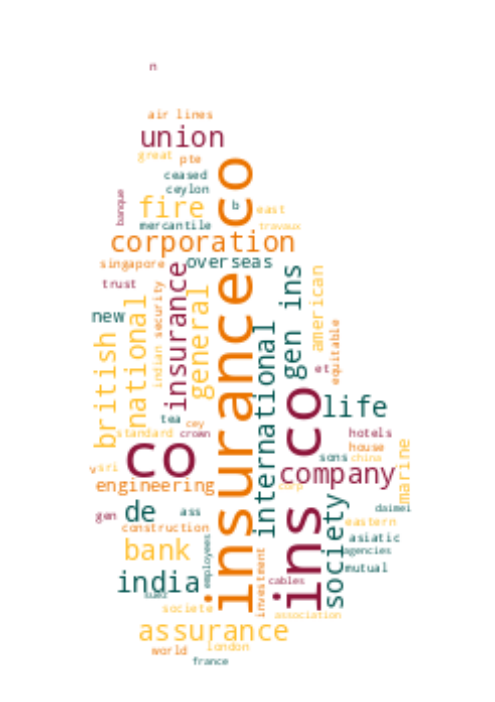 n
air lines
union
great
pte
ceased
ceylon
banque
fire
b
east
mercantile
travaux
corporation
singapore
overseas
trust
insurance co
insurance
general
gen ins
american
new
national
indian
security
british
international
equitable
et
tea
cey
ins co
life
standard
crown
hotels
house
co
sri
v
sons
china
company
marine
engineering
corp
gen
de
ass
society
daimei
eastern
construction
asiatic
bank
employees
agencies
investment
mutual
india
cables
suez
societe
association
assurance
world
london
france